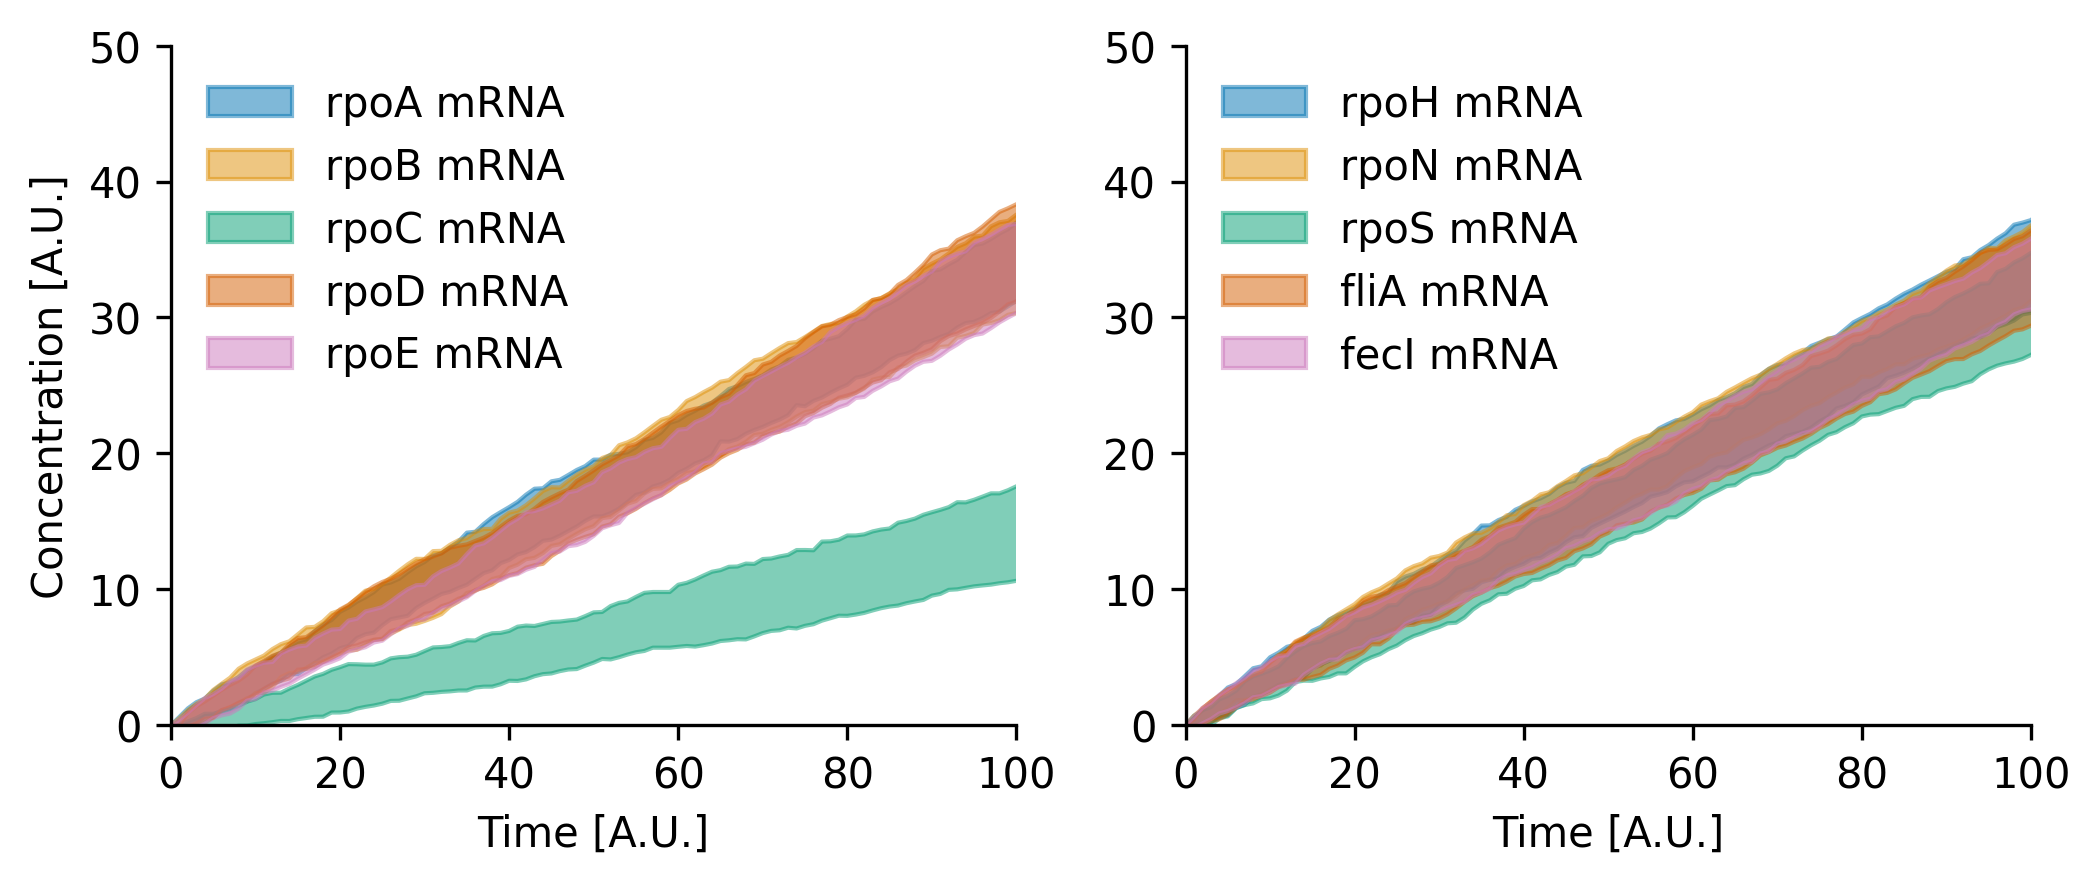 50
40
30
20
10
0
Concentration [A.U.]
rpoA mRNA
rpoB mRNA
rpoC mRNA
rpoD mRNA
rpoE mRNA
0 20 40 60 80 100
Time [A.U.]
50
40
30
20
10
0
rpoH mRNA
rpoN mRNA
rpoS mRNA
fliA mRNA
fecI mRNA
0 20 40 60 80 100
Time [A.U.]